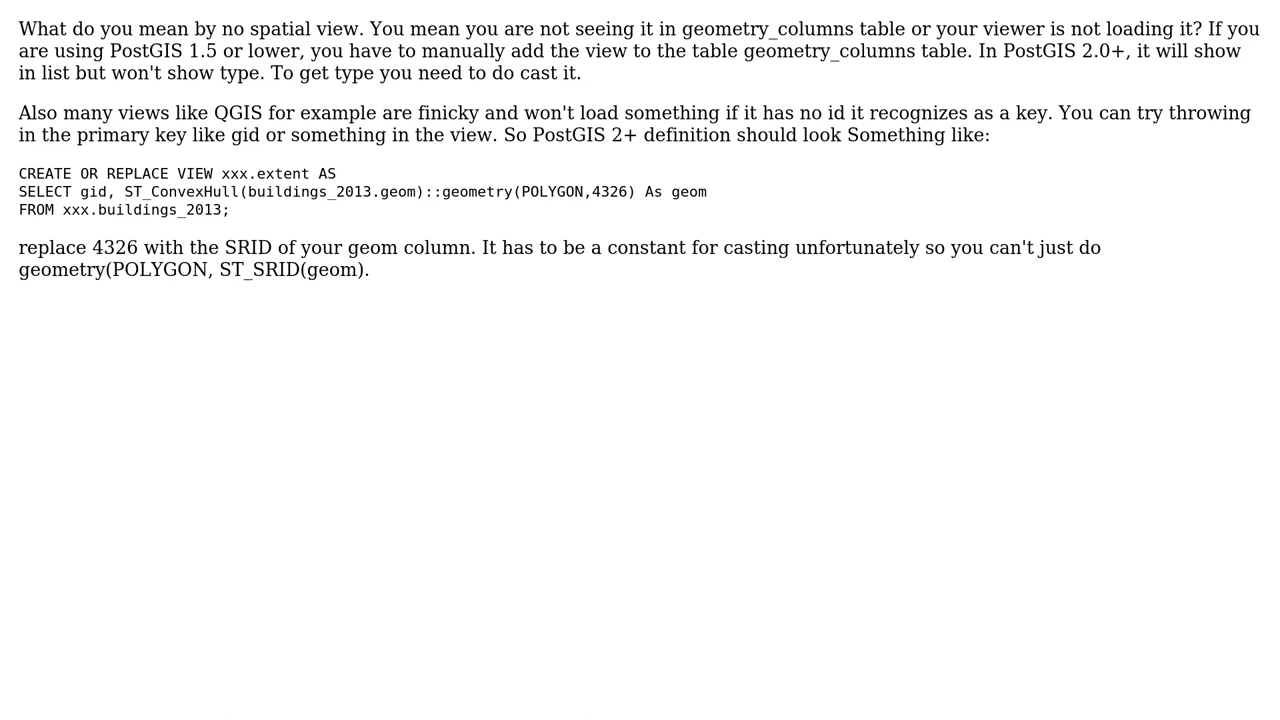 What do you mean by no spatial view. You mean you are not seeing it in geometry_columns table or your viewer is not loading it? If you
are using PostGIS 1.5 or lower, you have to manually add the view to the table geometry_columns table. In PostGIS 2.0+, it will show
in list but won't show type. To get type you need to do cast it.
Also many views like QGIS for example are finicky and won't load something if it has no id it recognizes as a key. You can try throwing
in the primary key like gid or something in the view. So PostGIS 2+ definition should look Something like:
CREATE OR REPLACE VIEW xxx.extent AS
SELECT gid, ST_ConvexHull(buildings_2013.geom)::geometry(POLYGON,4326) As geom
FROM xxx.buildings_2013;
replace 4326 with the SRID of your geom column. It has to be a constant for casting unfortunately so you can't just do
geometry(POLYGON, ST_SRID(geom).